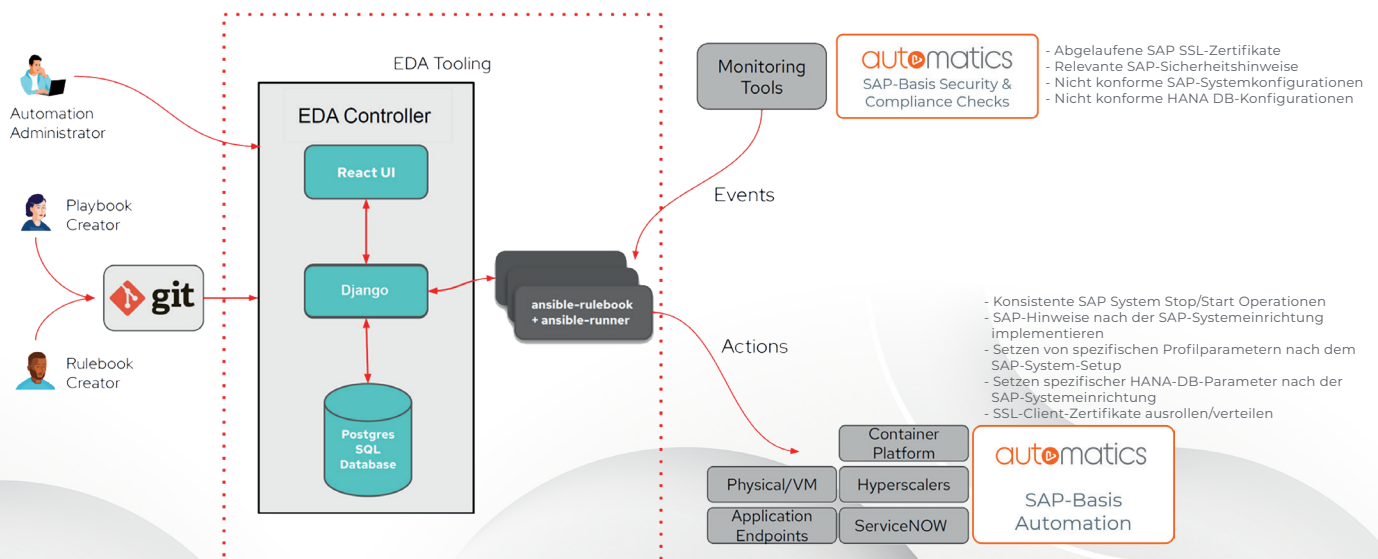 EDA Tooling
Automation
Administrator
Playbook
Creator
git
Rulebook
Creator
EDA Controller
React UI
Django
Postgres
SQL
Database
ansible-rulebook
+ ansible-runner
Monitoring
Tools
automatics
SAP-Basis Security &
Compliance Checks
- Abgelaufene SAP SSL-Zertifikate
- Relevante SAP-Sicherheitshinweise
- Nicht konforme SAP-Systemkonfigurationen
- Nicht konforme HANA DB-Konfigurationen
Events
Actions
- Konsistente SAP System Stop/Start Operationen
- SAP-Hinweise nach der SAP-Systemeinrichtung
implementieren
- Setzen von spezifischen Profilparametern nach dem
SAP-System-Setup
- Setzen spezifischer HANA-DB-Parameter nach der
SAP-Systemeinrichtung
- SSL-Client-Zertifikate ausrollen/verteilen
Container
Platform
Physical/VM
Hyperscalers
Application
Endpoints
ServiceNOW
automatics
SAP-Basis
Automation